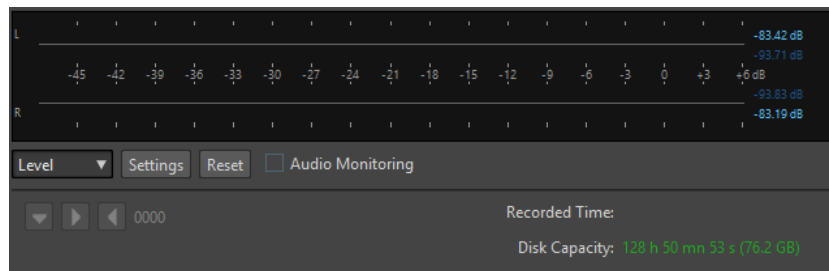 L -83.42 dB
-93.71 dB
-45 -42 -39 -36 -33 -30 -27 -24 -21 -18 -15 -12 -9 -6 -3 0 +3 +6 dB
-93.83 dB
R -83.19 dB
Level Settings Reset Audio Monitoring
0000 Recorded Time:
Disk Capacity: 128 h 50 mn 53 s (76.2 GB)